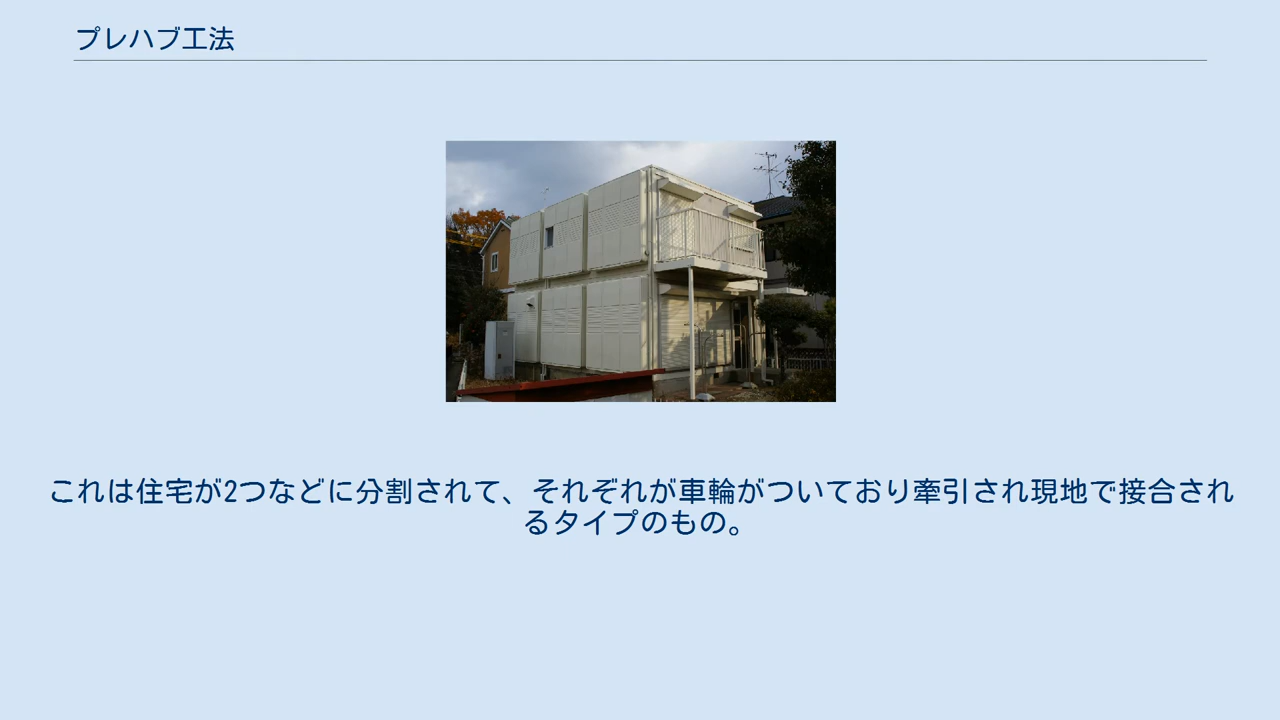 プレハブ工法
これは住宅が2つなどに分割されて、それぞれが車輪がついており牽引され現地で接合され
るタイプのもの。